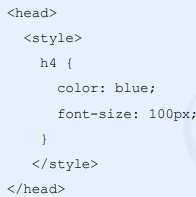 <head>
<style>
h4 {
color: blue;
font-size: 100px;
}
</style>
</head>